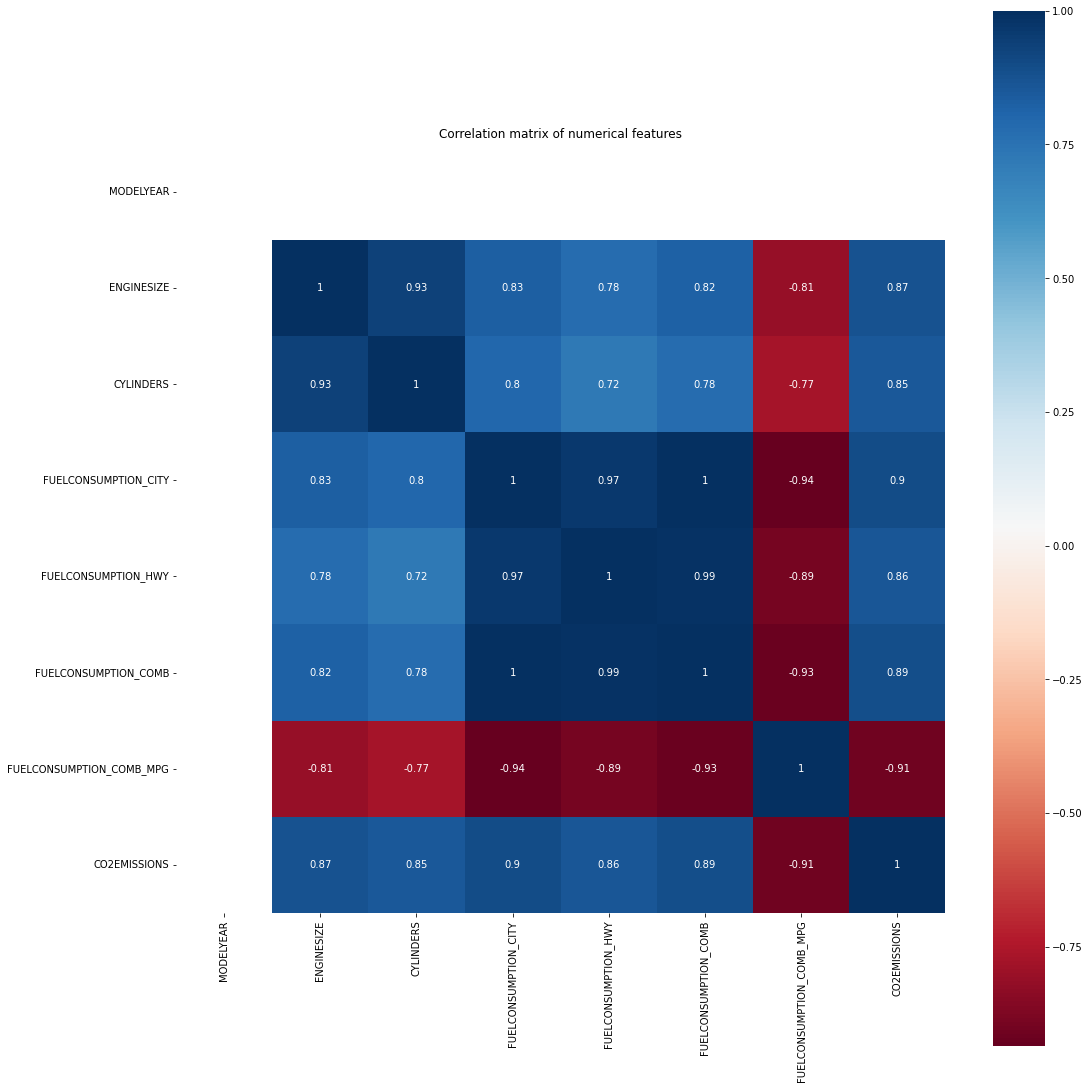 Correlation matrix of numerical features
MODELYEAR
ENGINESIZE 1 0.93 0.83 0.78 0.82 -0.81 0.87
CYLINDERS 0.93 1 0.8 0.72 0.78 -0.77 0.85
FUELCONSUMPTION_CITY 0.83 0.8 1 0.97 1 -0.94 0.9
FUELCONSUMPTION_HWY 0.78 0.72 0.97 1 0.99 -0.89 0.86
FUELCONSUMPTION_COMB 0.82 0.78 1 0.99 1 -0.93 0.89
FUELCONSUMPTION_COMB_MPG -0.81 -0.77 -0.94 -0.89 -0.93 1 -0.91
CO2EMISSIONS 0.87 0.85 0.9 0.86 0.89 -0.91 1
MODELYEAR
ENGINESIZE
CYLINDERS
FUELCONSUMPTION_CITY
FUELCONSUMPTION_HWY
FUELCONSUMPTION_COMB
FUELCONSUMPTION_COMB_MPG
CO2EMISSIONS
1.00
0.75
0.50
0.25
0.00
−0.25
−0.50
−0.75